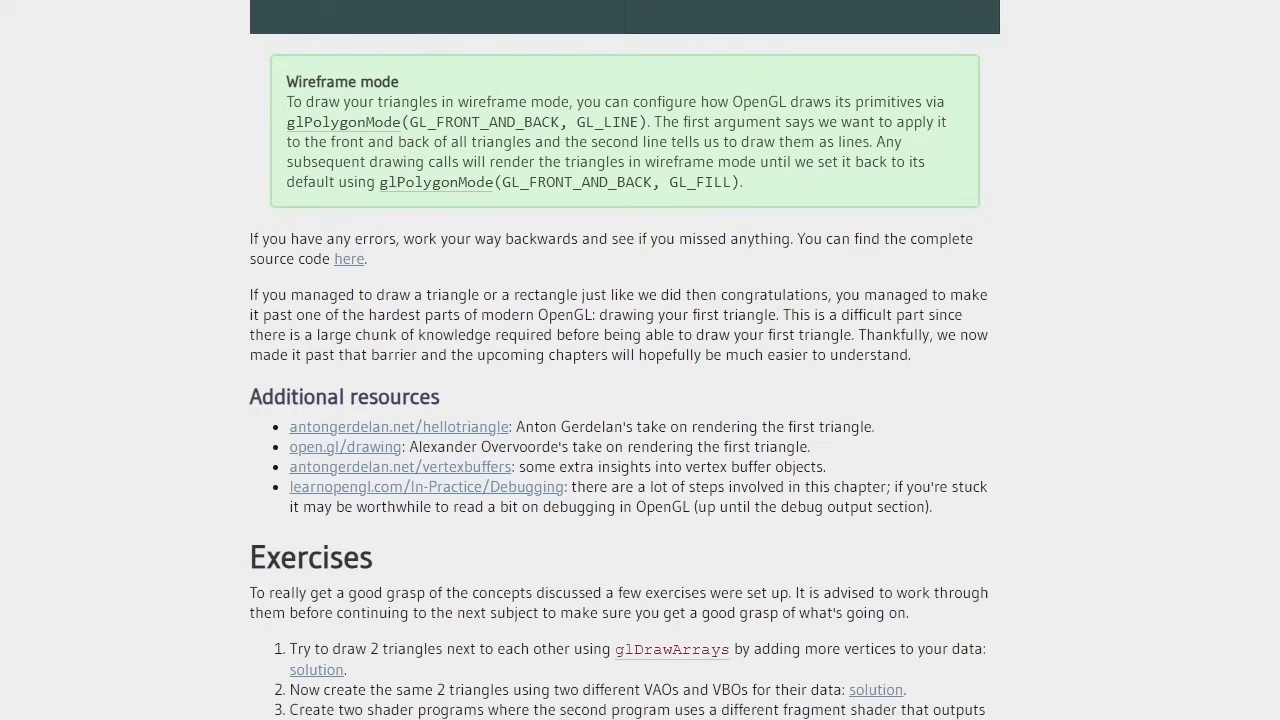 Wireframe mode
To draw your triangles in wireframe mode, you can configure how OpenGL draws its primitives via
glPolygonMode(GL_FRONT_AND_BACK, GL_LINE). The first argument says we want to apply it
to the front and back of all triangles and the second line tells us to draw them as lines. Any
subsequent drawing calls will render the triangles in wireframe mode until we set it back to its
default using glPolygonMode(GL_FRONT_AND_BACK, GL_FILL).
If you have any errors, work your way backwards and see if you missed anything. You can find the complete
source code here.
If you managed to draw a triangle or a rectangle just like we did then congratulations, you managed to make
it past one of the hardest parts of modern OpenGL: drawing your first triangle. This is a difficult part since
there is a large chunk of knowledge required before being able to draw your first triangle. Thankfully, we now
made it past that barrier and the upcoming chapters will hopefully be much easier to understand.
Additional resources
• antongerdelan.net/hellotriangle: Anton Gerdelan's take on rendering the first triangle.
• open.gl/drawing: Alexander Overvoorde's take on rendering the first triangle.
• antongerdelan.net/vertexbuffers: some extra insights into vertex buffer objects.
• learnopengl.com/In-Practice/Debugging: there are a lot of steps involved in this chapter; if you're stuck
it may be worthwhile to read a bit on debugging in OpenGL (up until the debug output section).
Exercises
To really get a good grasp of the concepts discussed a few exercises were set up. It is advised to work through
them before continuing to the next subject to make sure you get a good grasp of what's going on.
1. Try to draw 2 triangles next to each other using glDrawArrays by adding more vertices to your data:
solution.
2. Now create the same 2 triangles using two different VAOs and VBOs for their data: solution.
3. Create two shader programs where the second program uses a different fragment shader that outputs